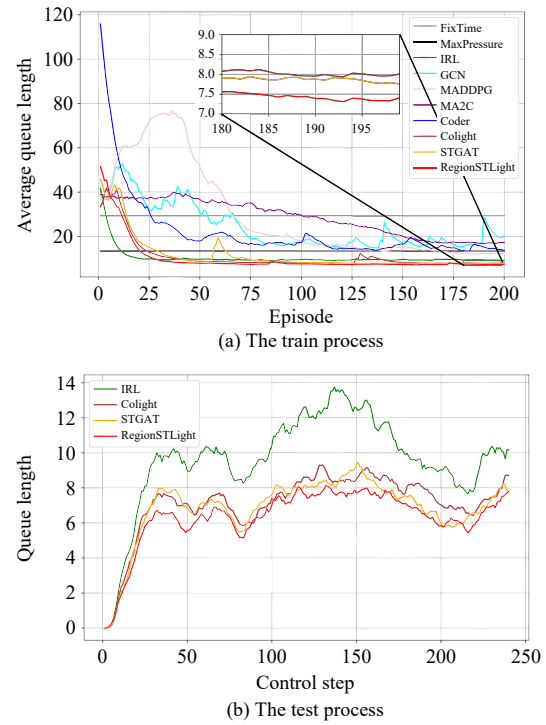 120
100
80
60
40
20
Average queue length
9.0
8.5
8.0
7.5
7.0
180 185 190 195
FixTime
MaxPressure
IRL
GCN
MADDPG
MA2C
Coder
Colight
STGAT
RegionSTLight
0 25 50 75 100 125 150 175 200
Episode
(a) The train process
14
12
10
8
6
4
2
0
Queue length
IRL
Colight
STGAT
RegionSTLight
0 50 100 150 200 250
Control step
(b) The test process